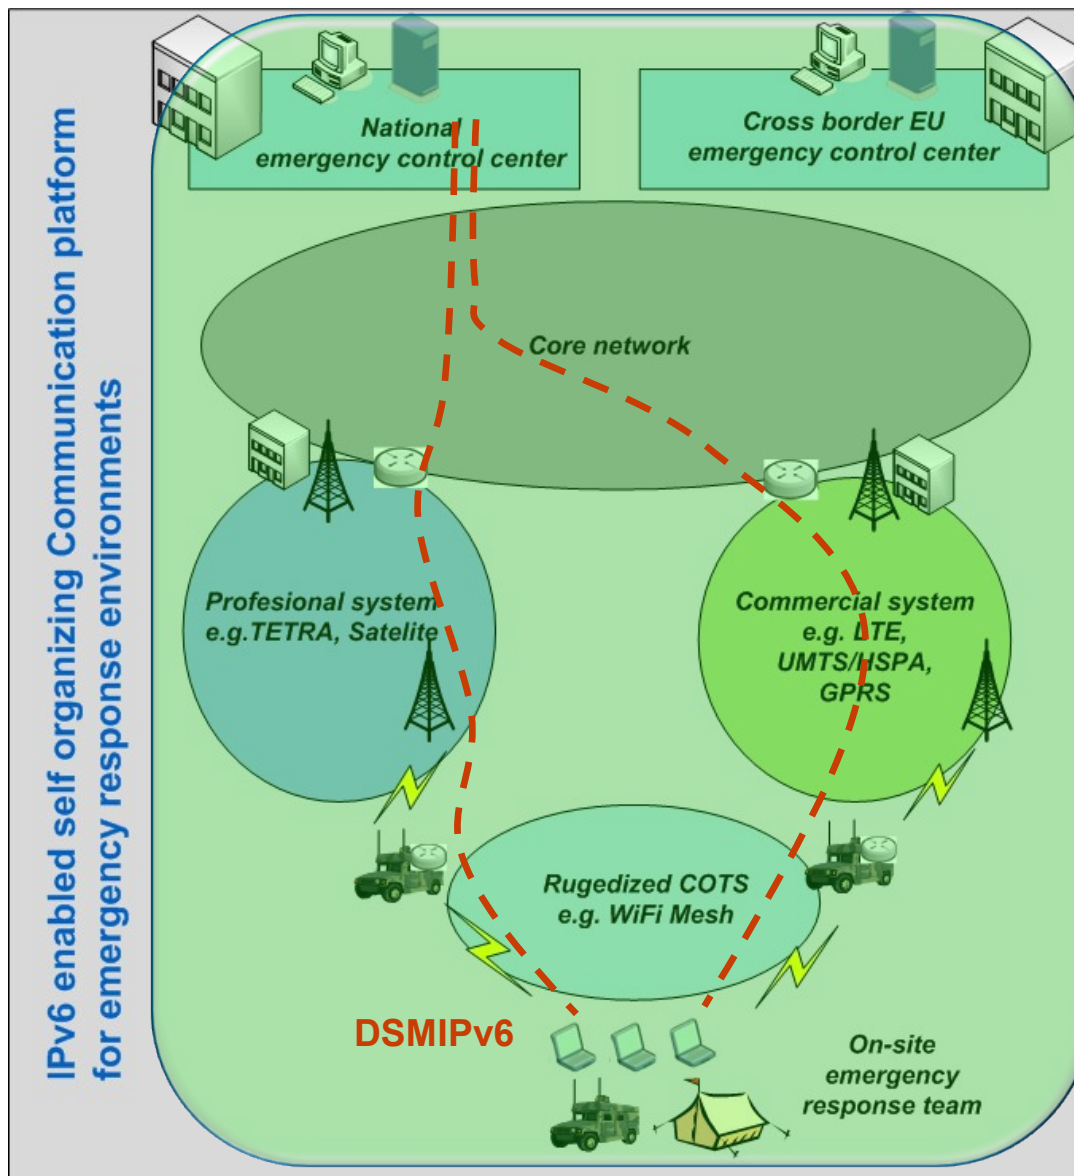 IPv6 enabled self organizing Communication platform
for emergency response environments
National
emergency control center
Cross border EU
emergency control center
Core network
Profesional system
e.g.TETRA, Satelite
Commercial system
e.g. LTE,
UMTS/HSPA,
GPRS
Rugedized COTS
e.g. WiFi Mesh
DSMIPv6
On-site
emergency
response team